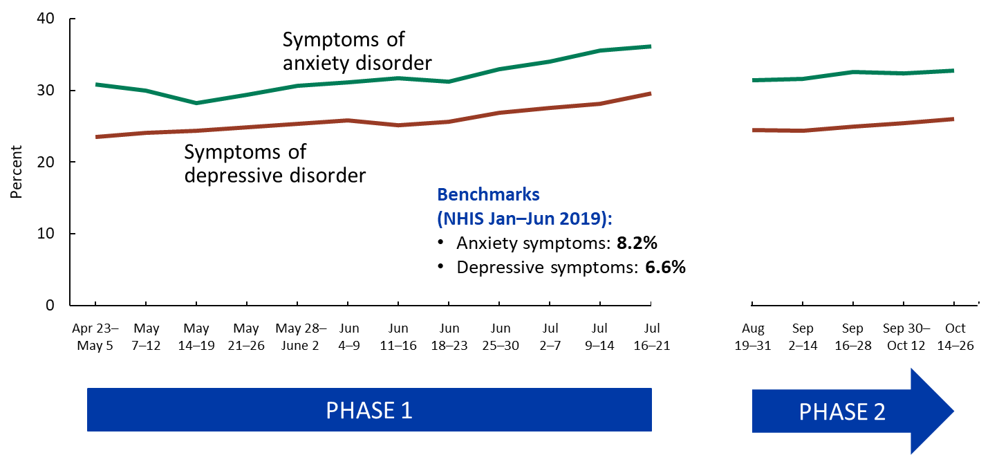 40
30
20
10
0
Percent
Symptoms of
anxiety disorder
Symptoms of
depressive disorder
Benchmarks
(NHIS Jan–Jun 2019):
• Anxiety symptoms: 8.2%
• Depressive symptoms: 6.6%
Apr 23–
May 5
May
7–12
May
14–19
May
21–26
May 28–
June 2
Jun
4–9
Jun
11–16
Jun
18–23
Jun
25–30
Jul
2–7
Jul
9–14
Jul
16–21
Aug
19–31
Sep
2–14
Sep
16–28
Sep 30–
Oct 12
Oct
14–26
PHASE 1
PHASE 2